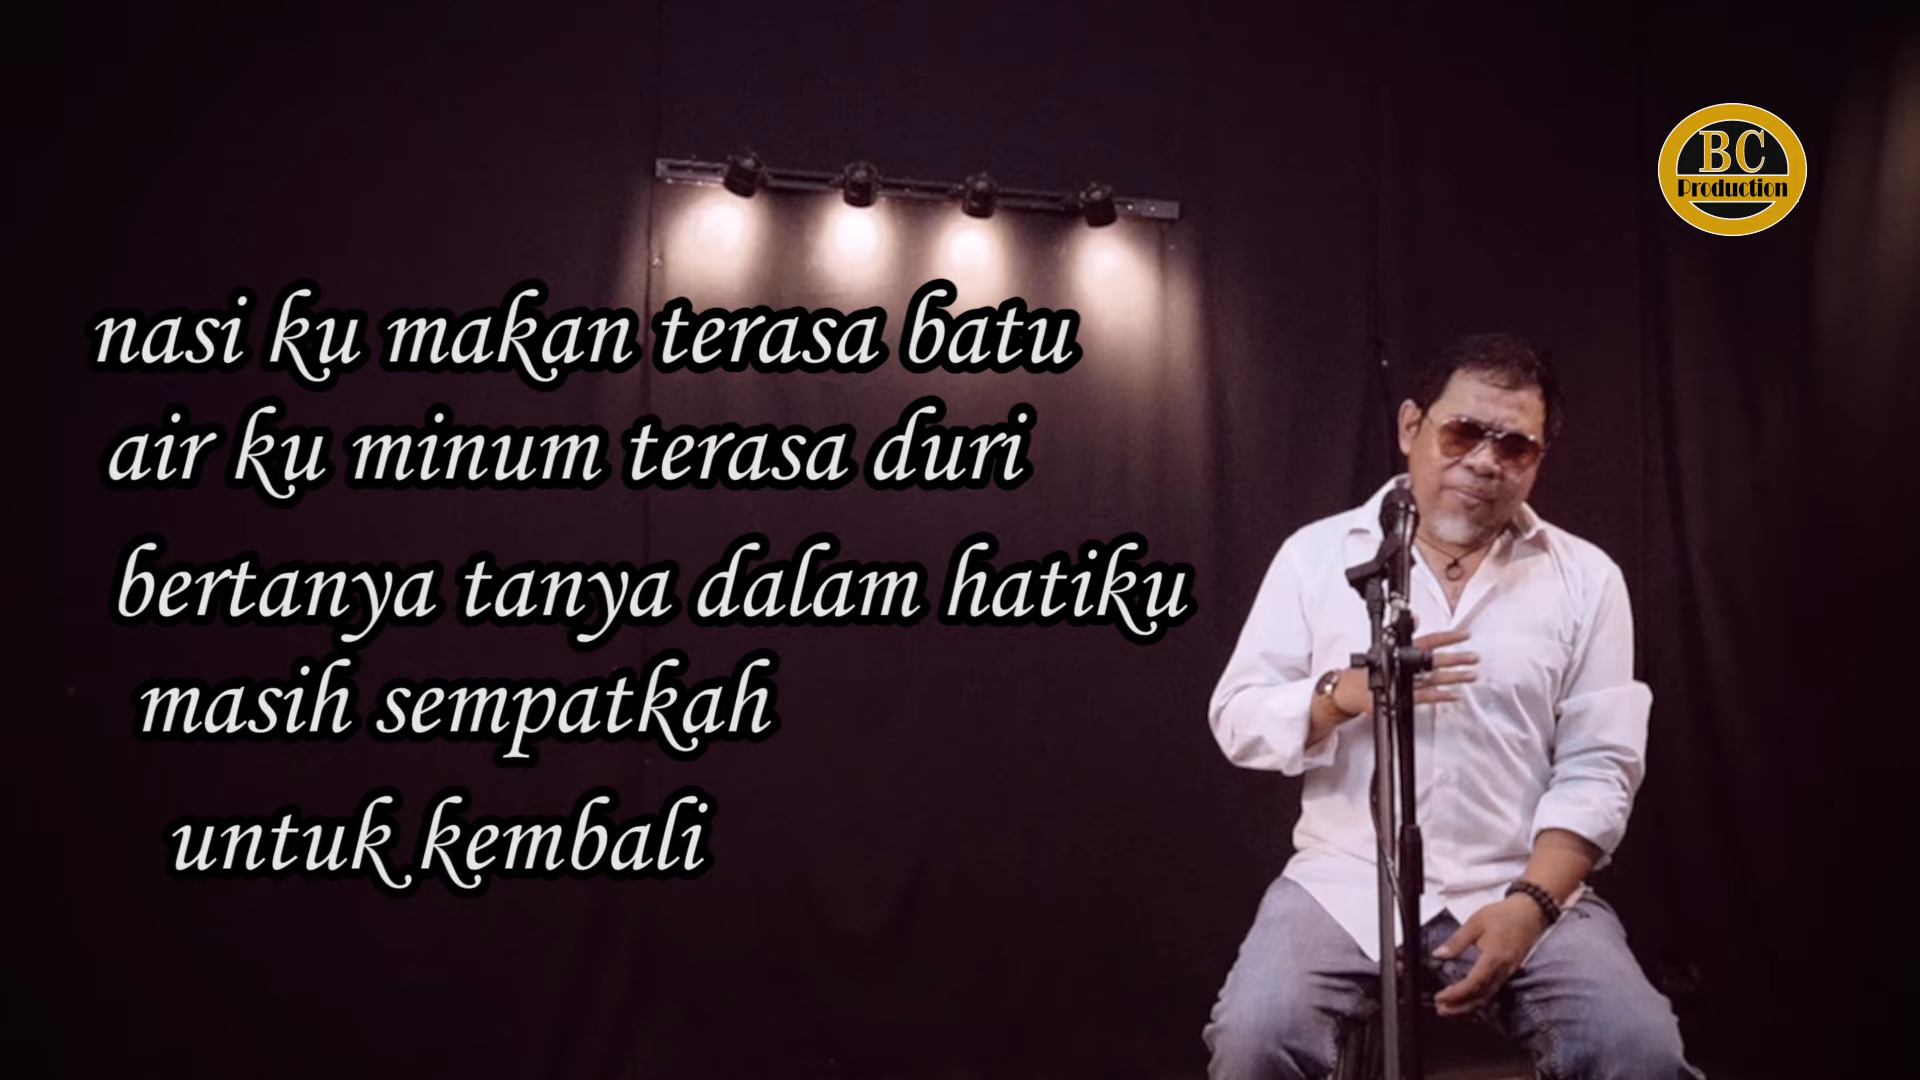 BC
Production
nasi ku makan terasa batu
air ku minum terasa duri
bertanya tanya dalam hatiku
masih sempatkah
untuk kembali